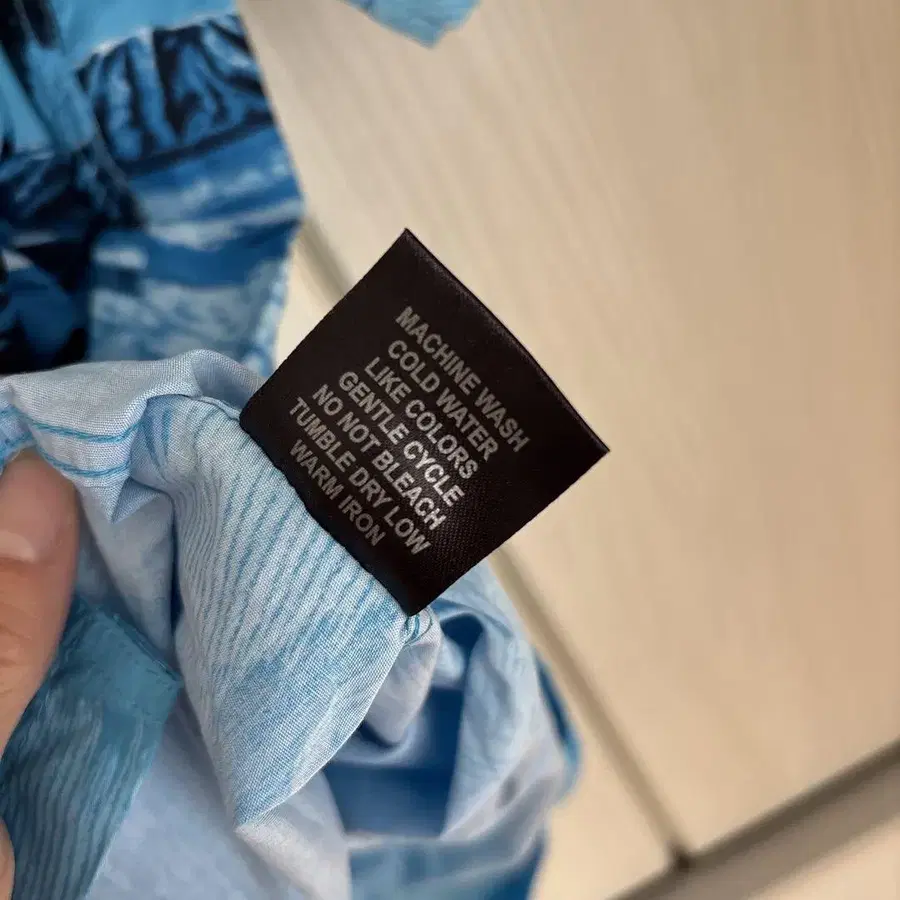 MACHINE WASH
COLD WATER
LIKE COLORS
GENTLE CYCLE
NO NOT BLEACH
TUMBLE DRY LOW
WARM IRON